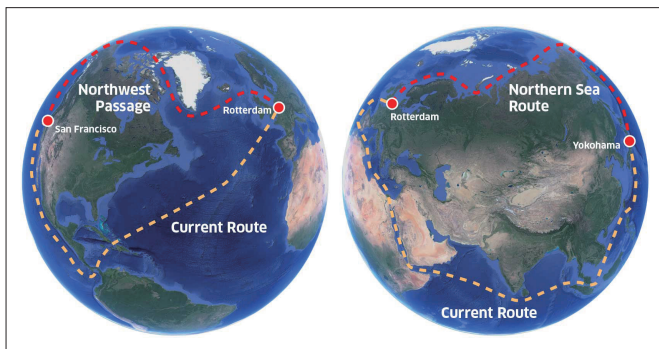 Northwest
Passage
Rotterdam
San Francisco
Current Route
Northern Sea
Route
Rotterdam
Yokohama
Current Route